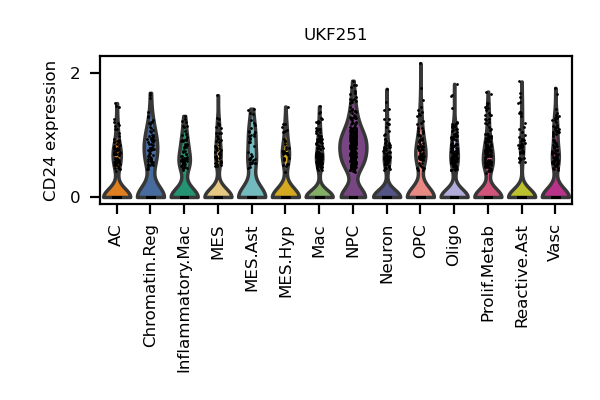 UKF251
CD24 expression
2
0
AC
Chromatin.Reg
Inflammatory.Mac
MES
MES.Ast
MES.Hyp
Mac
NPC
Neuron
OPC
Oligo
Prolif.Metab
Reactive.Ast
Vasc